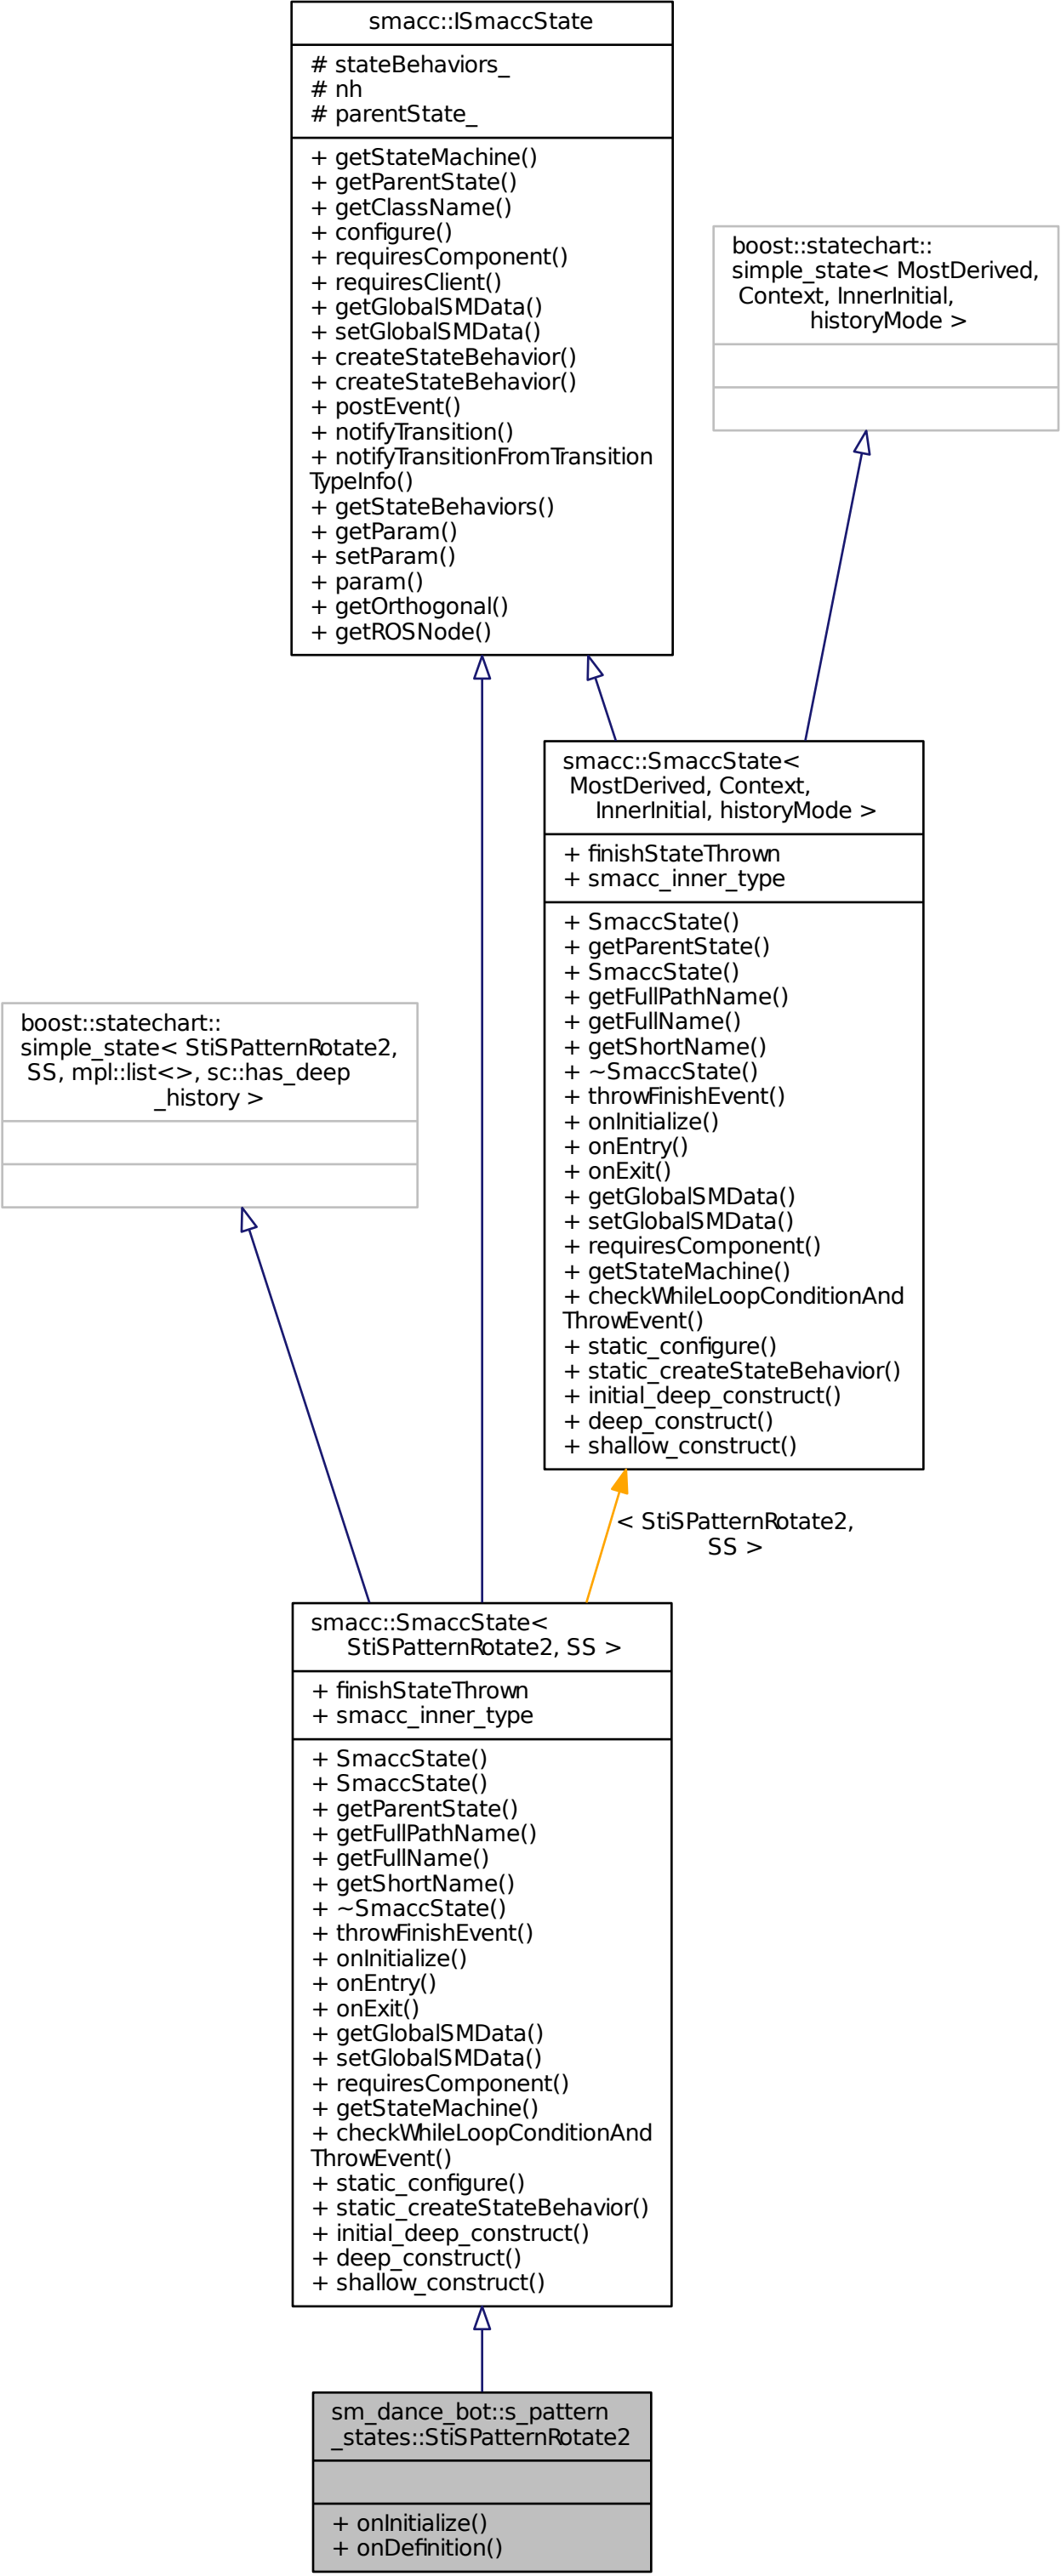 smacc::ISmaccState
# stateBehaviors_
# nh
# parentState_
+ getStateMachine()
+ getParentState()
+ getClassName()
+ configure()
+ requiresComponent()
+ requiresClient()
+ getGlobalSMData()
+ setGlobalSMData()
+ createStateBehavior()
+ createStateBehavior()
+ postEvent()
+ notifyTransition()
+ notifyTransitionFromTransition
TypeInfo()
+ getStateBehaviors()
+ getParam()
+ setParam()
+ param()
+ getOrthogonal()
+ getROSNode()
boost::statechart::
simple_state< MostDerived,
Context, InnerInitial,
historyMode >
smacc::SmaccState<
MostDerived, Context,
InnerInitial, historyMode >
+ finishStateThrown
+ smacc_inner_type
+ SmaccState()
+ getParentState()
+ SmaccState()
+ getFullPathName()
+ getFullName()
+ getShortName()
+ ~SmaccState()
+ throwFinishEvent()
+ onInitialize()
+ onEntry()
+ onExit()
+ getGlobalSMData()
+ setGlobalSMData()
+ requiresComponent()
+ getStateMachine()
+ checkWhileLoopConditionAnd
ThrowEvent()
+ static_configure()
+ static_createStateBehavior()
+ initial_deep_construct()
+ deep_construct()
+ shallow_construct()
boost::statechart::
simple_state< StiSPatternRotate2,
SS, mpl::list<>, sc::has_deep
_history >
< StiSPatternRotate2,
SS >
smacc::SmaccState<
StiSPatternRotate2, SS >
+ finishStateThrown
+ smacc_inner_type
+ SmaccState()
+ SmaccState()
+ getParentState()
+ getFullPathName()
+ getFullName()
+ getShortName()
+ ~SmaccState()
+ throwFinishEvent()
+ onInitialize()
+ onEntry()
+ onExit()
+ getGlobalSMData()
+ setGlobalSMData()
+ requiresComponent()
+ getStateMachine()
+ checkWhileLoopConditionAnd
ThrowEvent()
+ static_configure()
+ static_createStateBehavior()
+ initial_deep_construct()
+ deep_construct()
+ shallow_construct()
sm_dance_bot::s_pattern
_states::StiSPatternRotate2
+ onInitialize()
+ onDefinition()